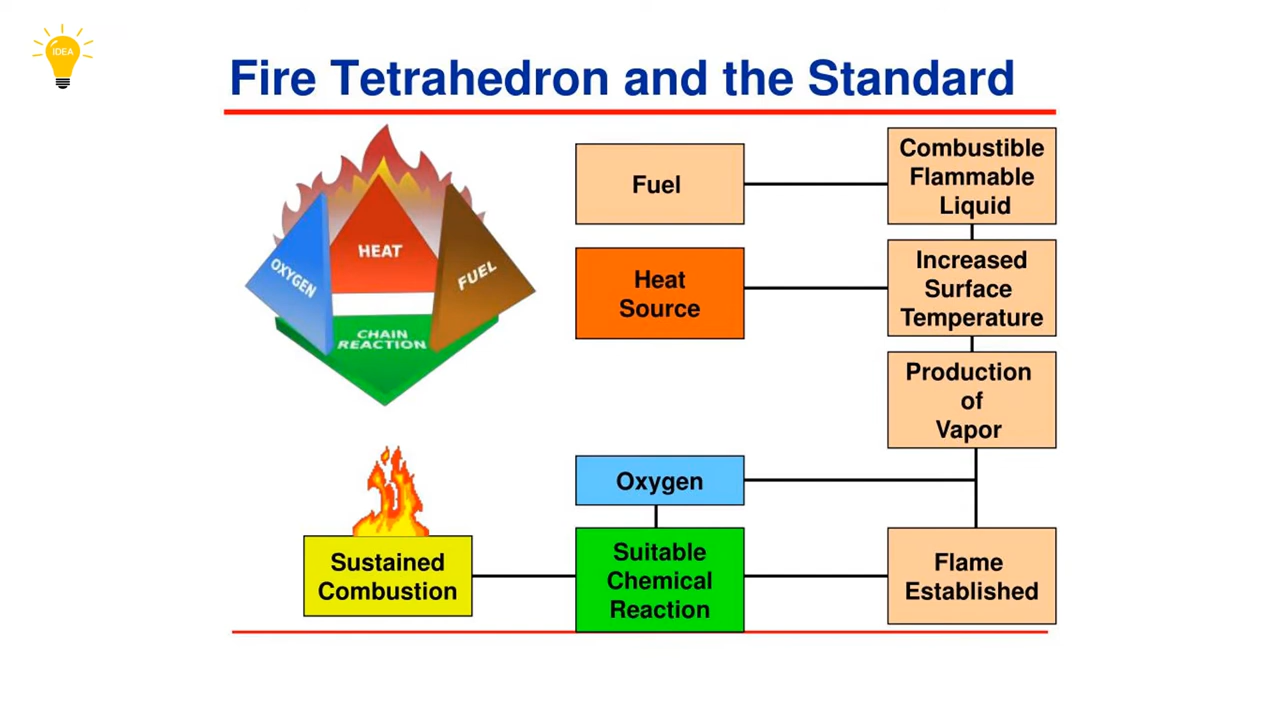 IDEA
Fire Tetrahedron and the Standard
OXYGEN
HEAT
FUEL
CHAIN
REACTION
Fuel
Combustible
Flammable
Liquid
Heat
Source
Increased
Surface
Temperature
Production
of
Vapor
Oxygen
Sustained
Combustion
Suitable
Chemical
Reaction
Flame
Established